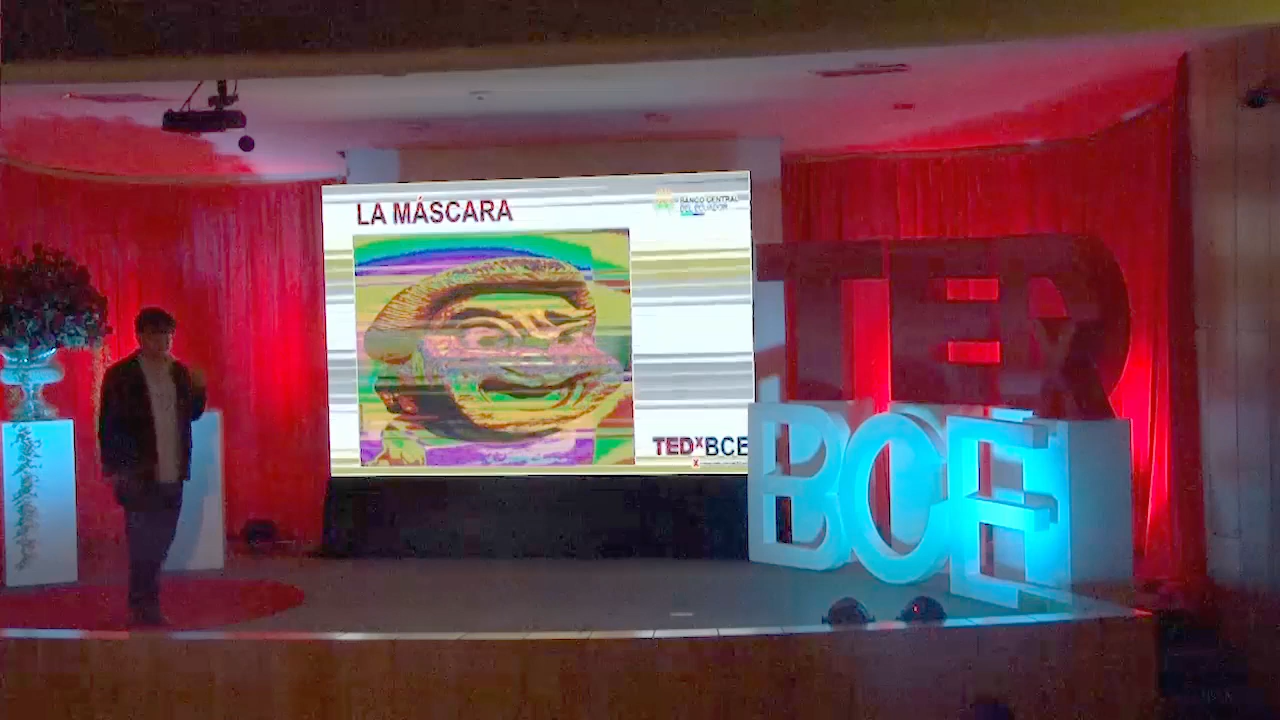 LA MÁSCARA
BANCO CENTRAL
DEL ECUADOR
TEDxBCE
TED
BCE